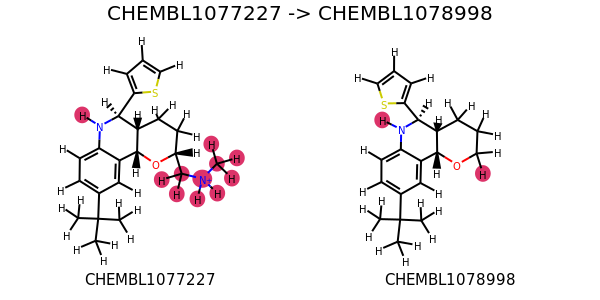 CHEMBL1077227 -> CHEMBL1078998
H H H S H H H H H N H H H H H H H O H H H N H H H H H H H H H H H H H
H H H S H H H H N H H H H H H O H H H H H H H H H H H H H
CHEMBL1077227 CHEMBL1078998